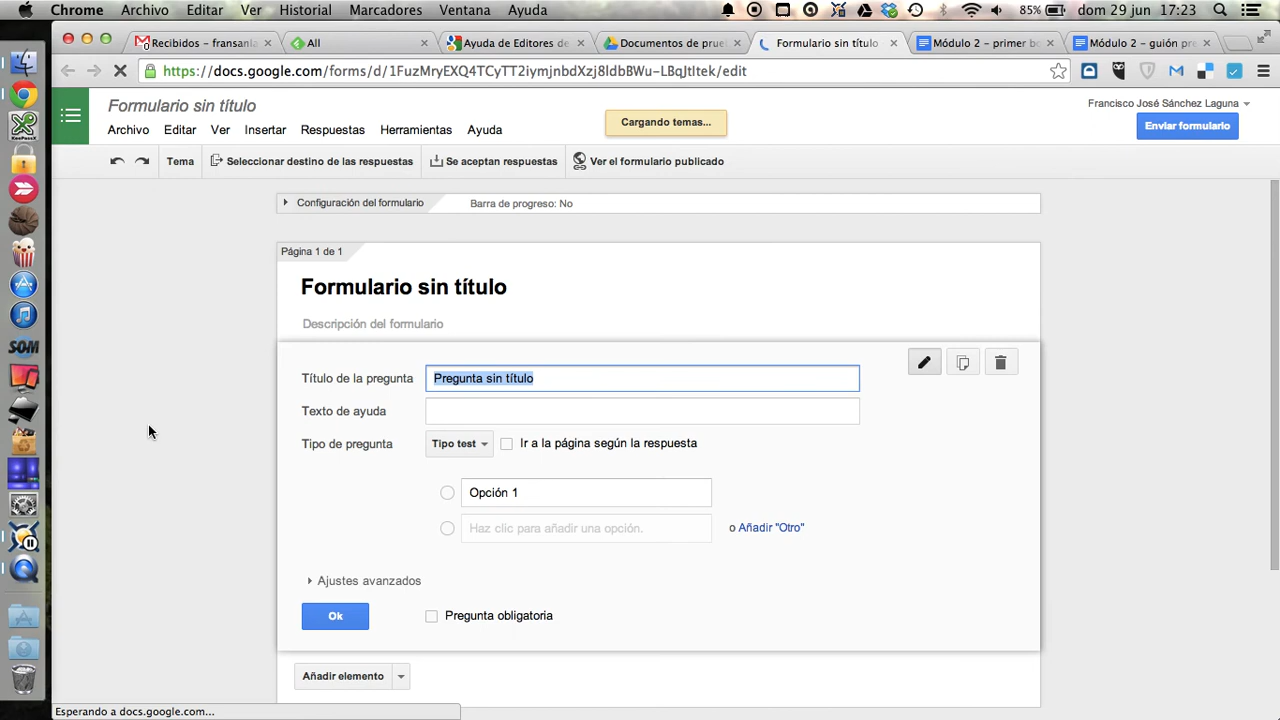 Chrome Archivo Editar Ver Historial Marcadores Ventana Ayuda 85% dom 29 jun 17:23
Recibidos – fransanla All Ayuda de Editores de Documentos de prue Formulario sin título Módulo 2 – primer bo Módulo 2 – guión pre
https://docs.google.com/forms/d/1FuzMryEXQ4TCyTT2iymjnbdXzj8ldbBWu-LBqJtltek/edit
Formulario sin título
Cargando temas...
Francisco José Sánchez Laguna
Archivo Editar Ver Insertar Respuestas Herramientas Ayuda
Enviar formulario
Tema Seleccionar destino de las respuestas Se aceptan respuestas Ver el formulario publicado
Configuración del formulario Barra de progreso: No
Página 1 de 1
Formulario sin título
Descripción del formulario
Título de la pregunta Pregunta sin título
Texto de ayuda
Tipo de pregunta Tipo test Ir a la página según la respuesta
Opción 1
Haz clic para añadir una opción. o Añadir "Otro"
Ajustes avanzados
Ok Pregunta obligatoria
Añadir elemento
Esperando a docs.google.com...
SOM